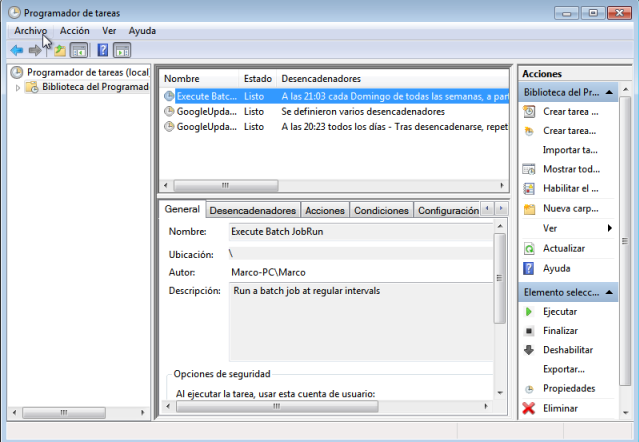 Programador de tareas
Archivo Acción Ver Ayuda
Programador de tareas (local
Biblioteca del Programad
Nombre Estado Desencadenadores
Execute Batc... Listo A las 21:03 cada Domingo de todas las semanas, a part
GoogleUpda... Listo Se definieron varios desencadenadores
GoogleUpda... Listo A las 20:23 todos los días - Tras desencadenarse, repet
General Desencadenadores Acciones Condiciones Configuración
Nombre: Execute Batch JobRun
Ubicación: \
Autor: Marco-PC\Marco
Descripción: Run a batch job at regular intervals
Opciones de seguridad
Al ejecutar la tarea, usar esta cuenta de usuario:
Acciones
Biblioteca del Pr...
Crear tarea ...
Crear tarea...
Importar ta...
Mostrar tod...
Habilitar el ...
Nueva carp...
Ver
Actualizar
Ayuda
Elemento selecc...
Ejecutar
Finalizar
Deshabilitar
Exportar...
Propiedades
Eliminar